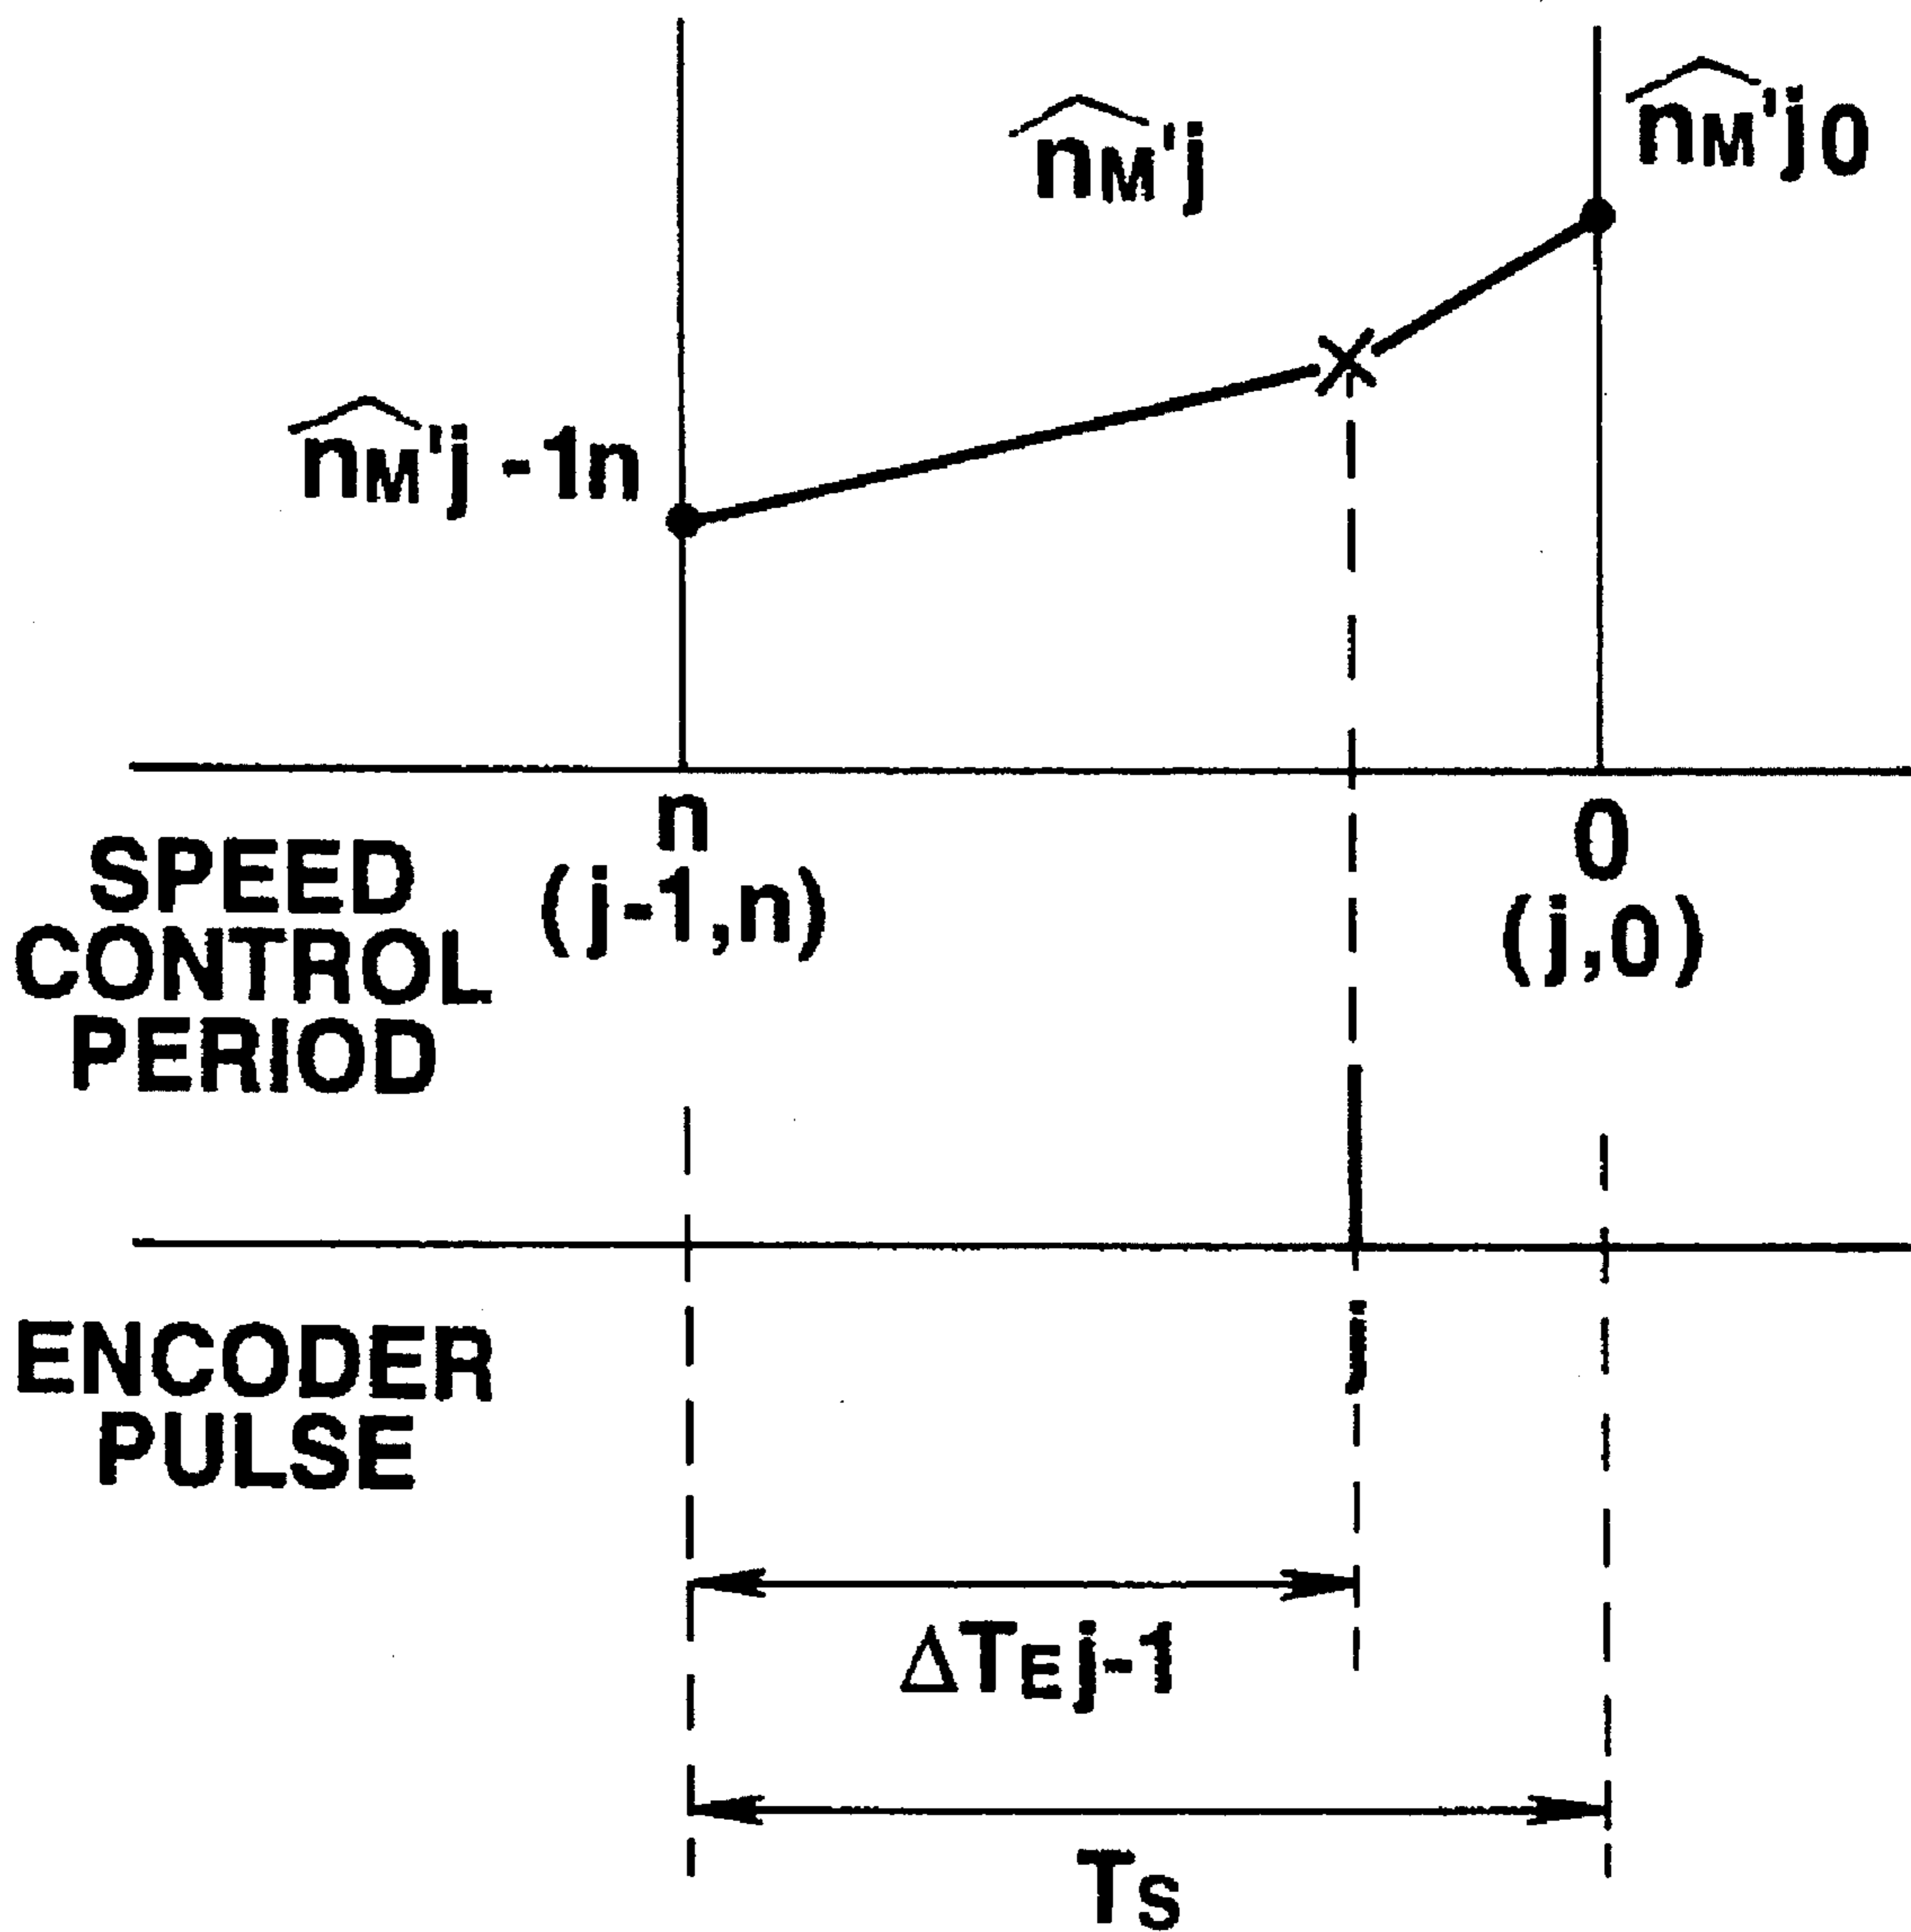 n̂M'j
n̂M'j0
n̂M'j-1n
n
0
SPEED
CONTROL
PERIOD
(j-1,n)
(j,0)
ENCODER
PULSE
j
ΔTEj-1
TS